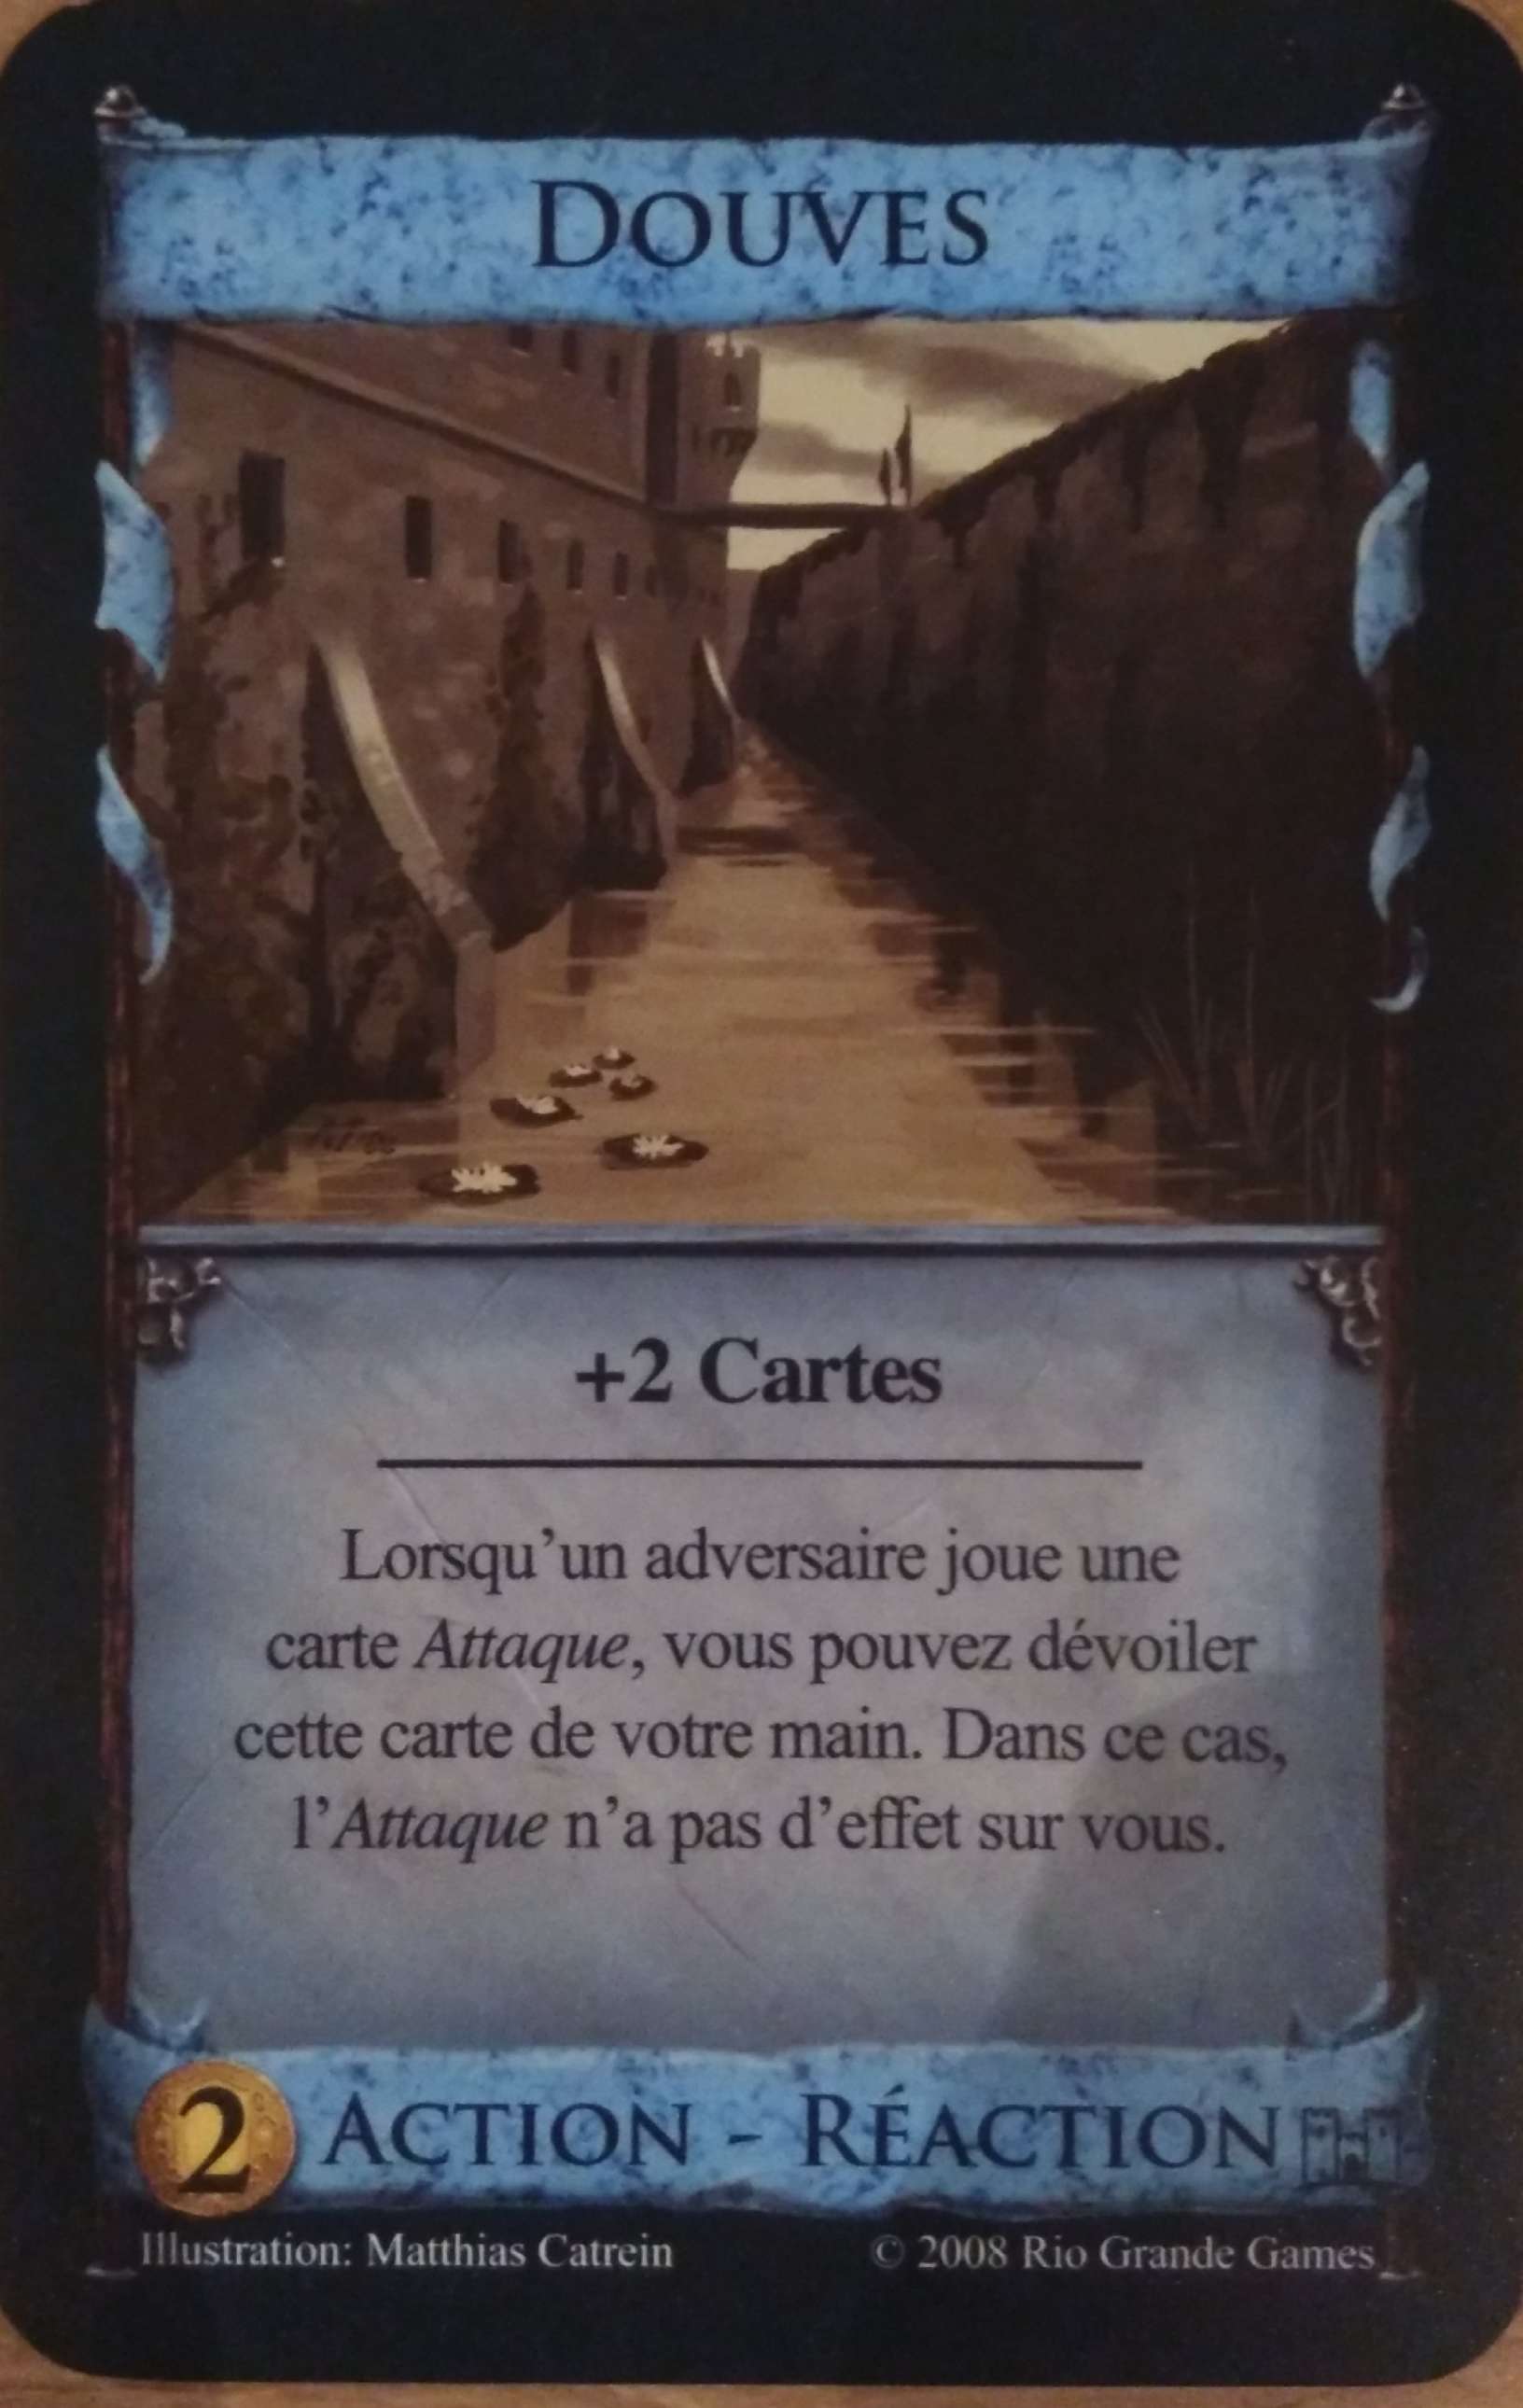 DOUVES
+2 Cartes
Lorsqu'un adversaire joue une
carte Attaque, vous pouvez dévoiler
cette carte de votre main. Dans ce cas,
l'Attaque n'a pas d'effet sur vous.
2 ACTION - RÉACTION
Illustration: Matthias Catrein © 2008 Rio Grande Games